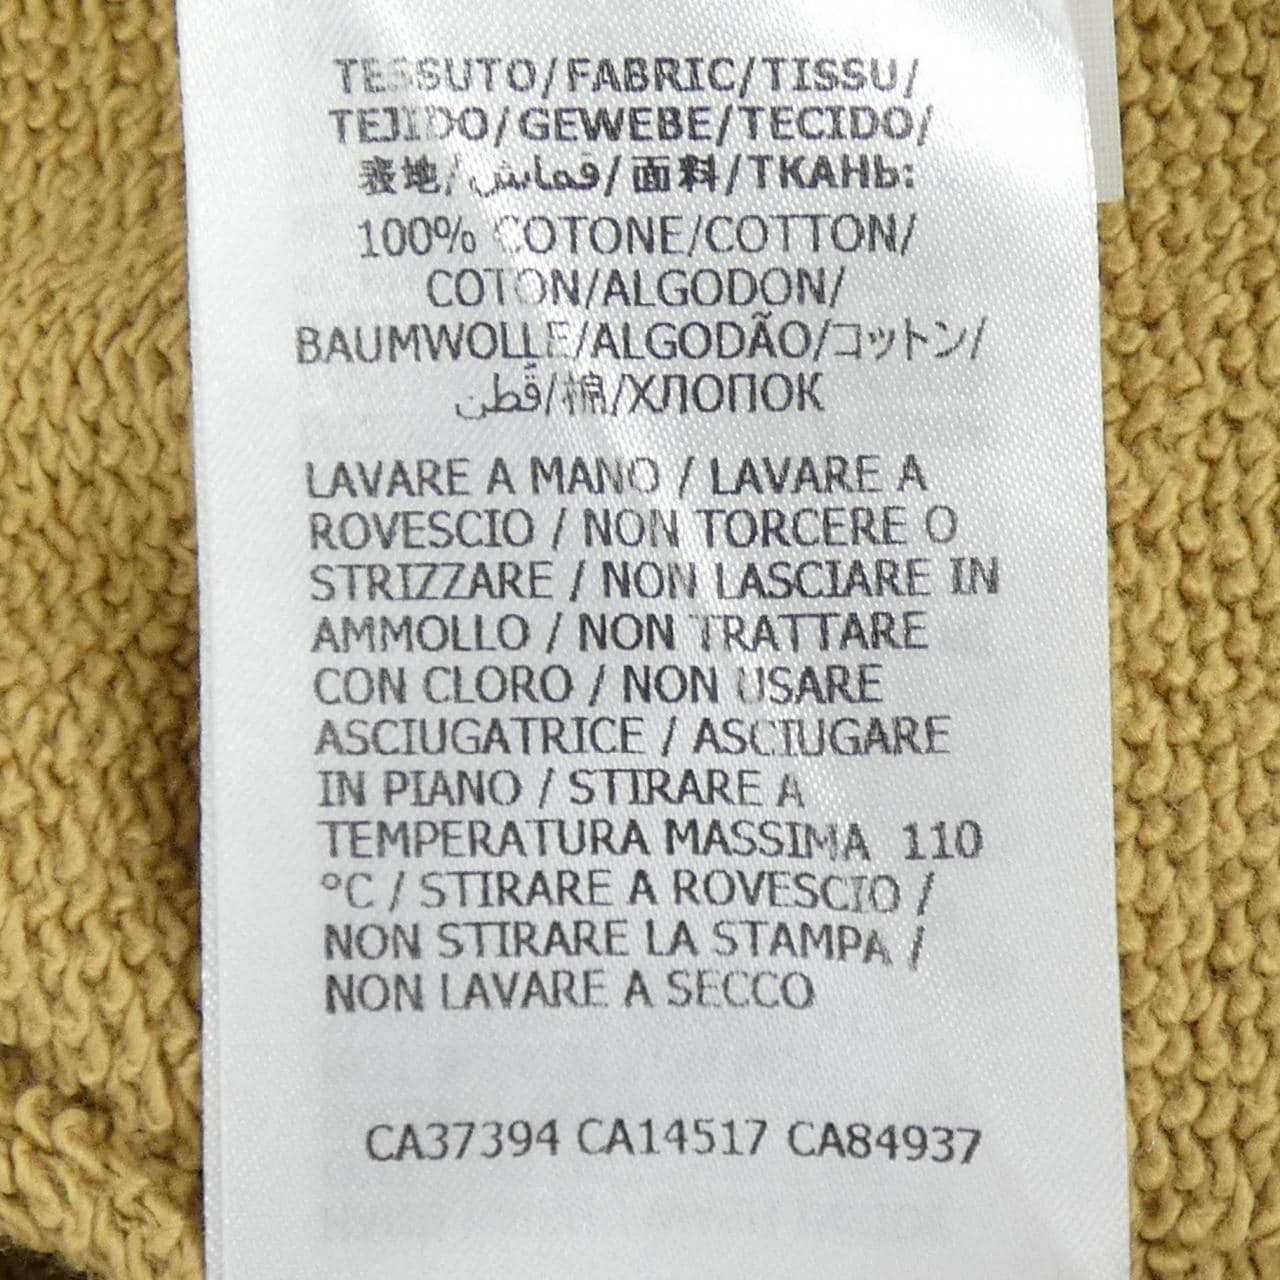 TESSUTO/FABRIC/TISSU/
TEJIDO/GEWEBE/TECIDO/
表地/قماش/面料/ТКАНЬ:
100% COTONE/COTTON/
COTON/ALGODON/
BAUMWOLLE/ALGODÃO/コットン/
قطن/棉/ХЛОПОК
LAVARE A MANO / LAVARE A
ROVESCIO / NON TORCERE O
STRIZZARE / NON LASCIARE IN
AMMOLLO / NON TRATTARE
CON CLORO / NON USARE
ASCIUGATRICE / ASCIUGARE
IN PIANO / STIRARE A
TEMPERATURA MASSIMA 110
°C / STIRARE A ROVESCIO /
NON STIRARE LA STAMPA /
NON LAVARE A SECCO
CA37394 CA14517 CA84937